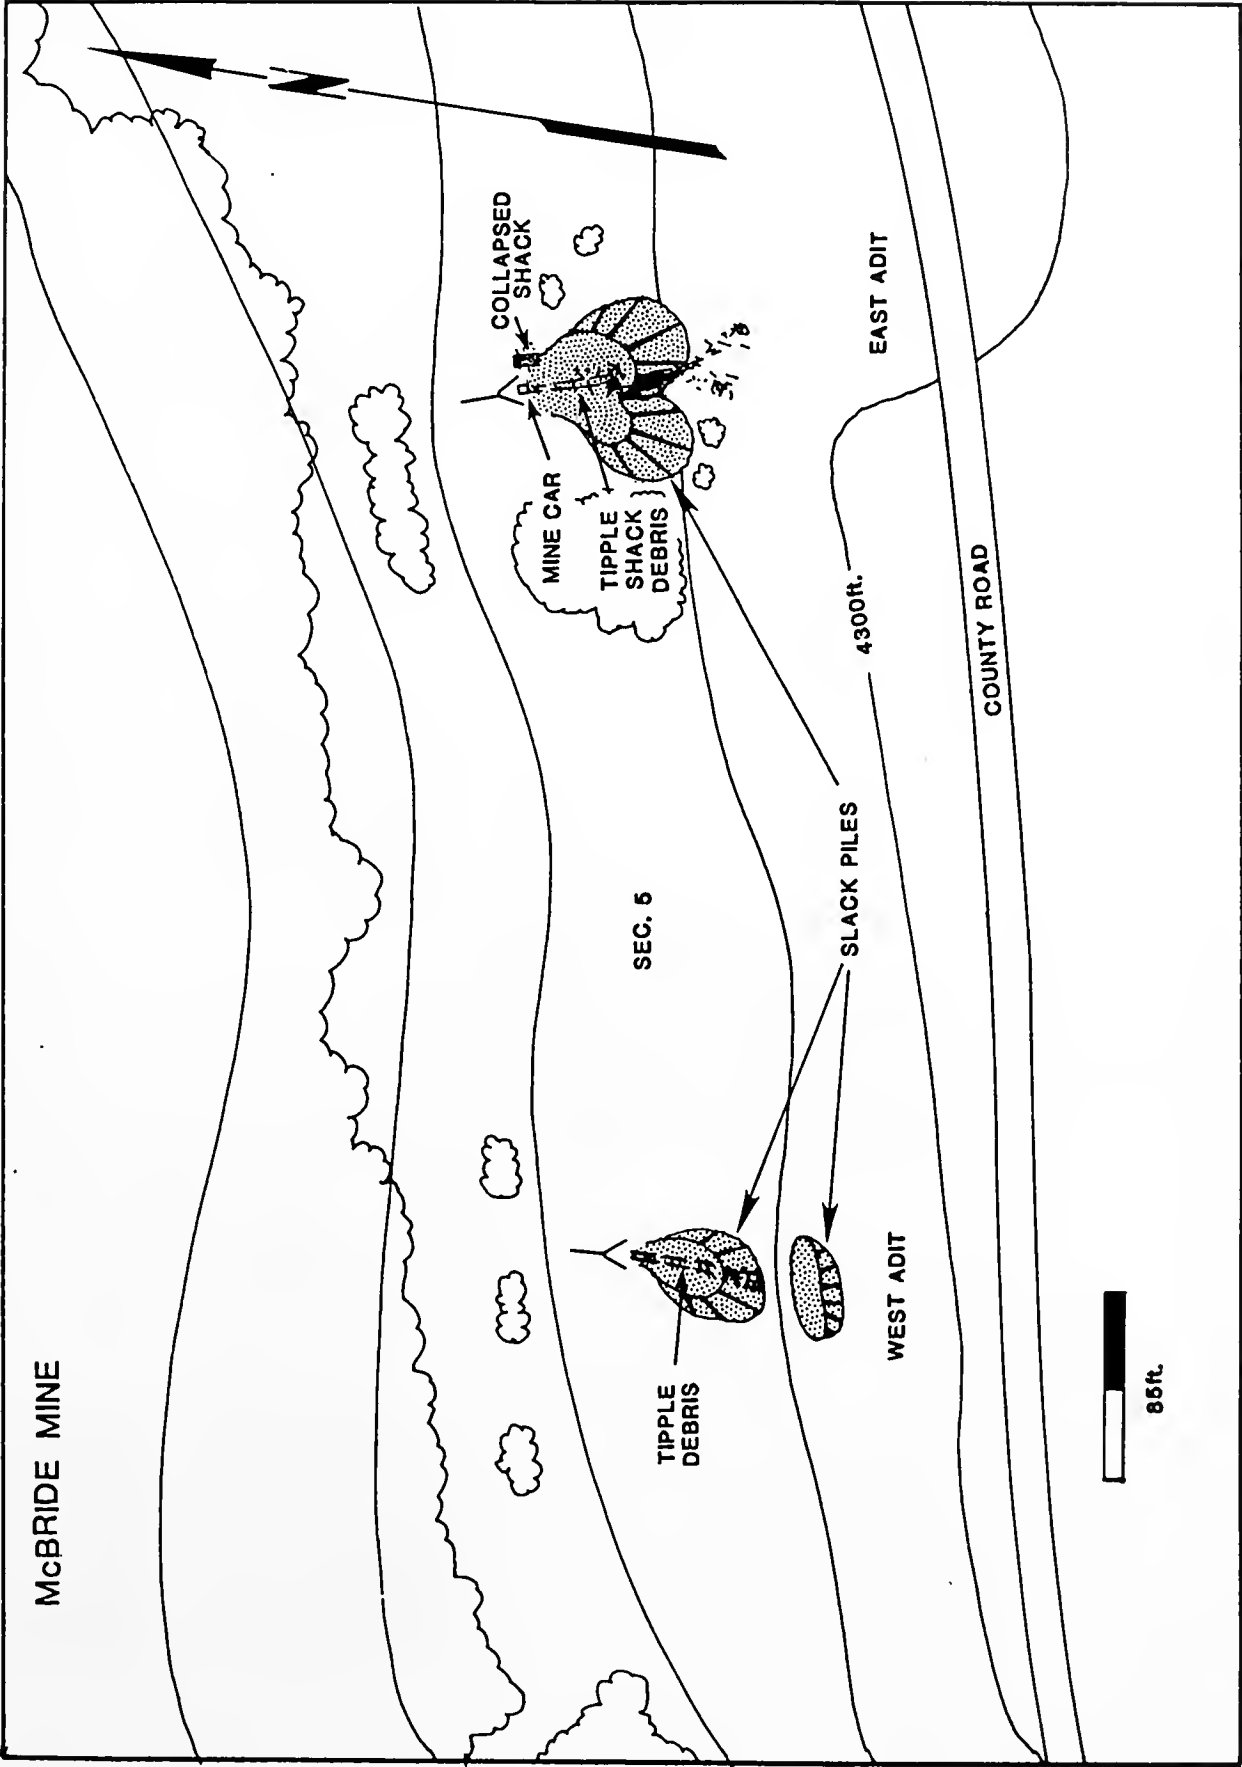 McBRIDE MINE
COLLAPSED
SHACK
MINE CAR
TIPPLE
SHACK
DEBRIS
SEC. 5
TIPPLE
DEBRIS
SLACK PILES
4300ft.
EAST ADIT
WEST ADIT
COUNTY ROAD
85ft.
N